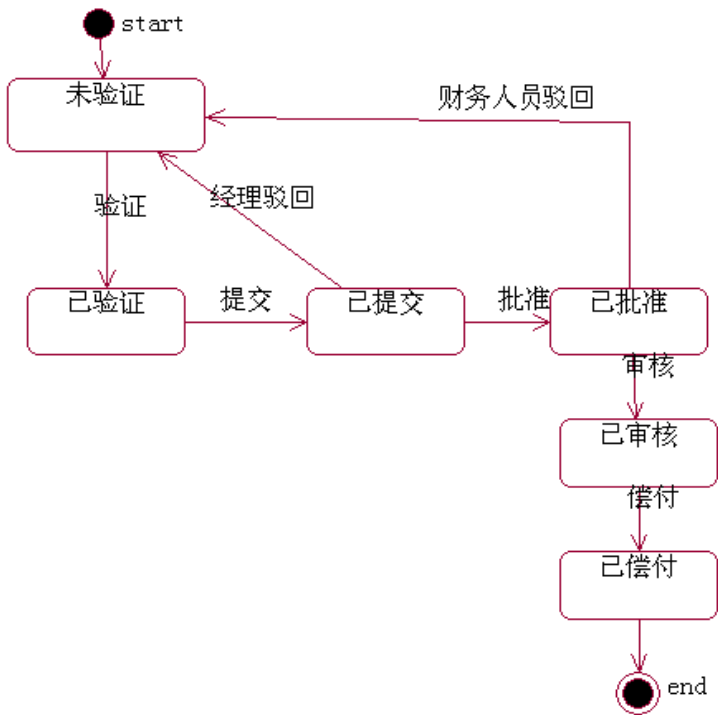 start
未验证
财务人员驳回
验证
经理驳回
已验证
提交
已提交
批准
已批准
审核
已审核
偿付
已偿付
end